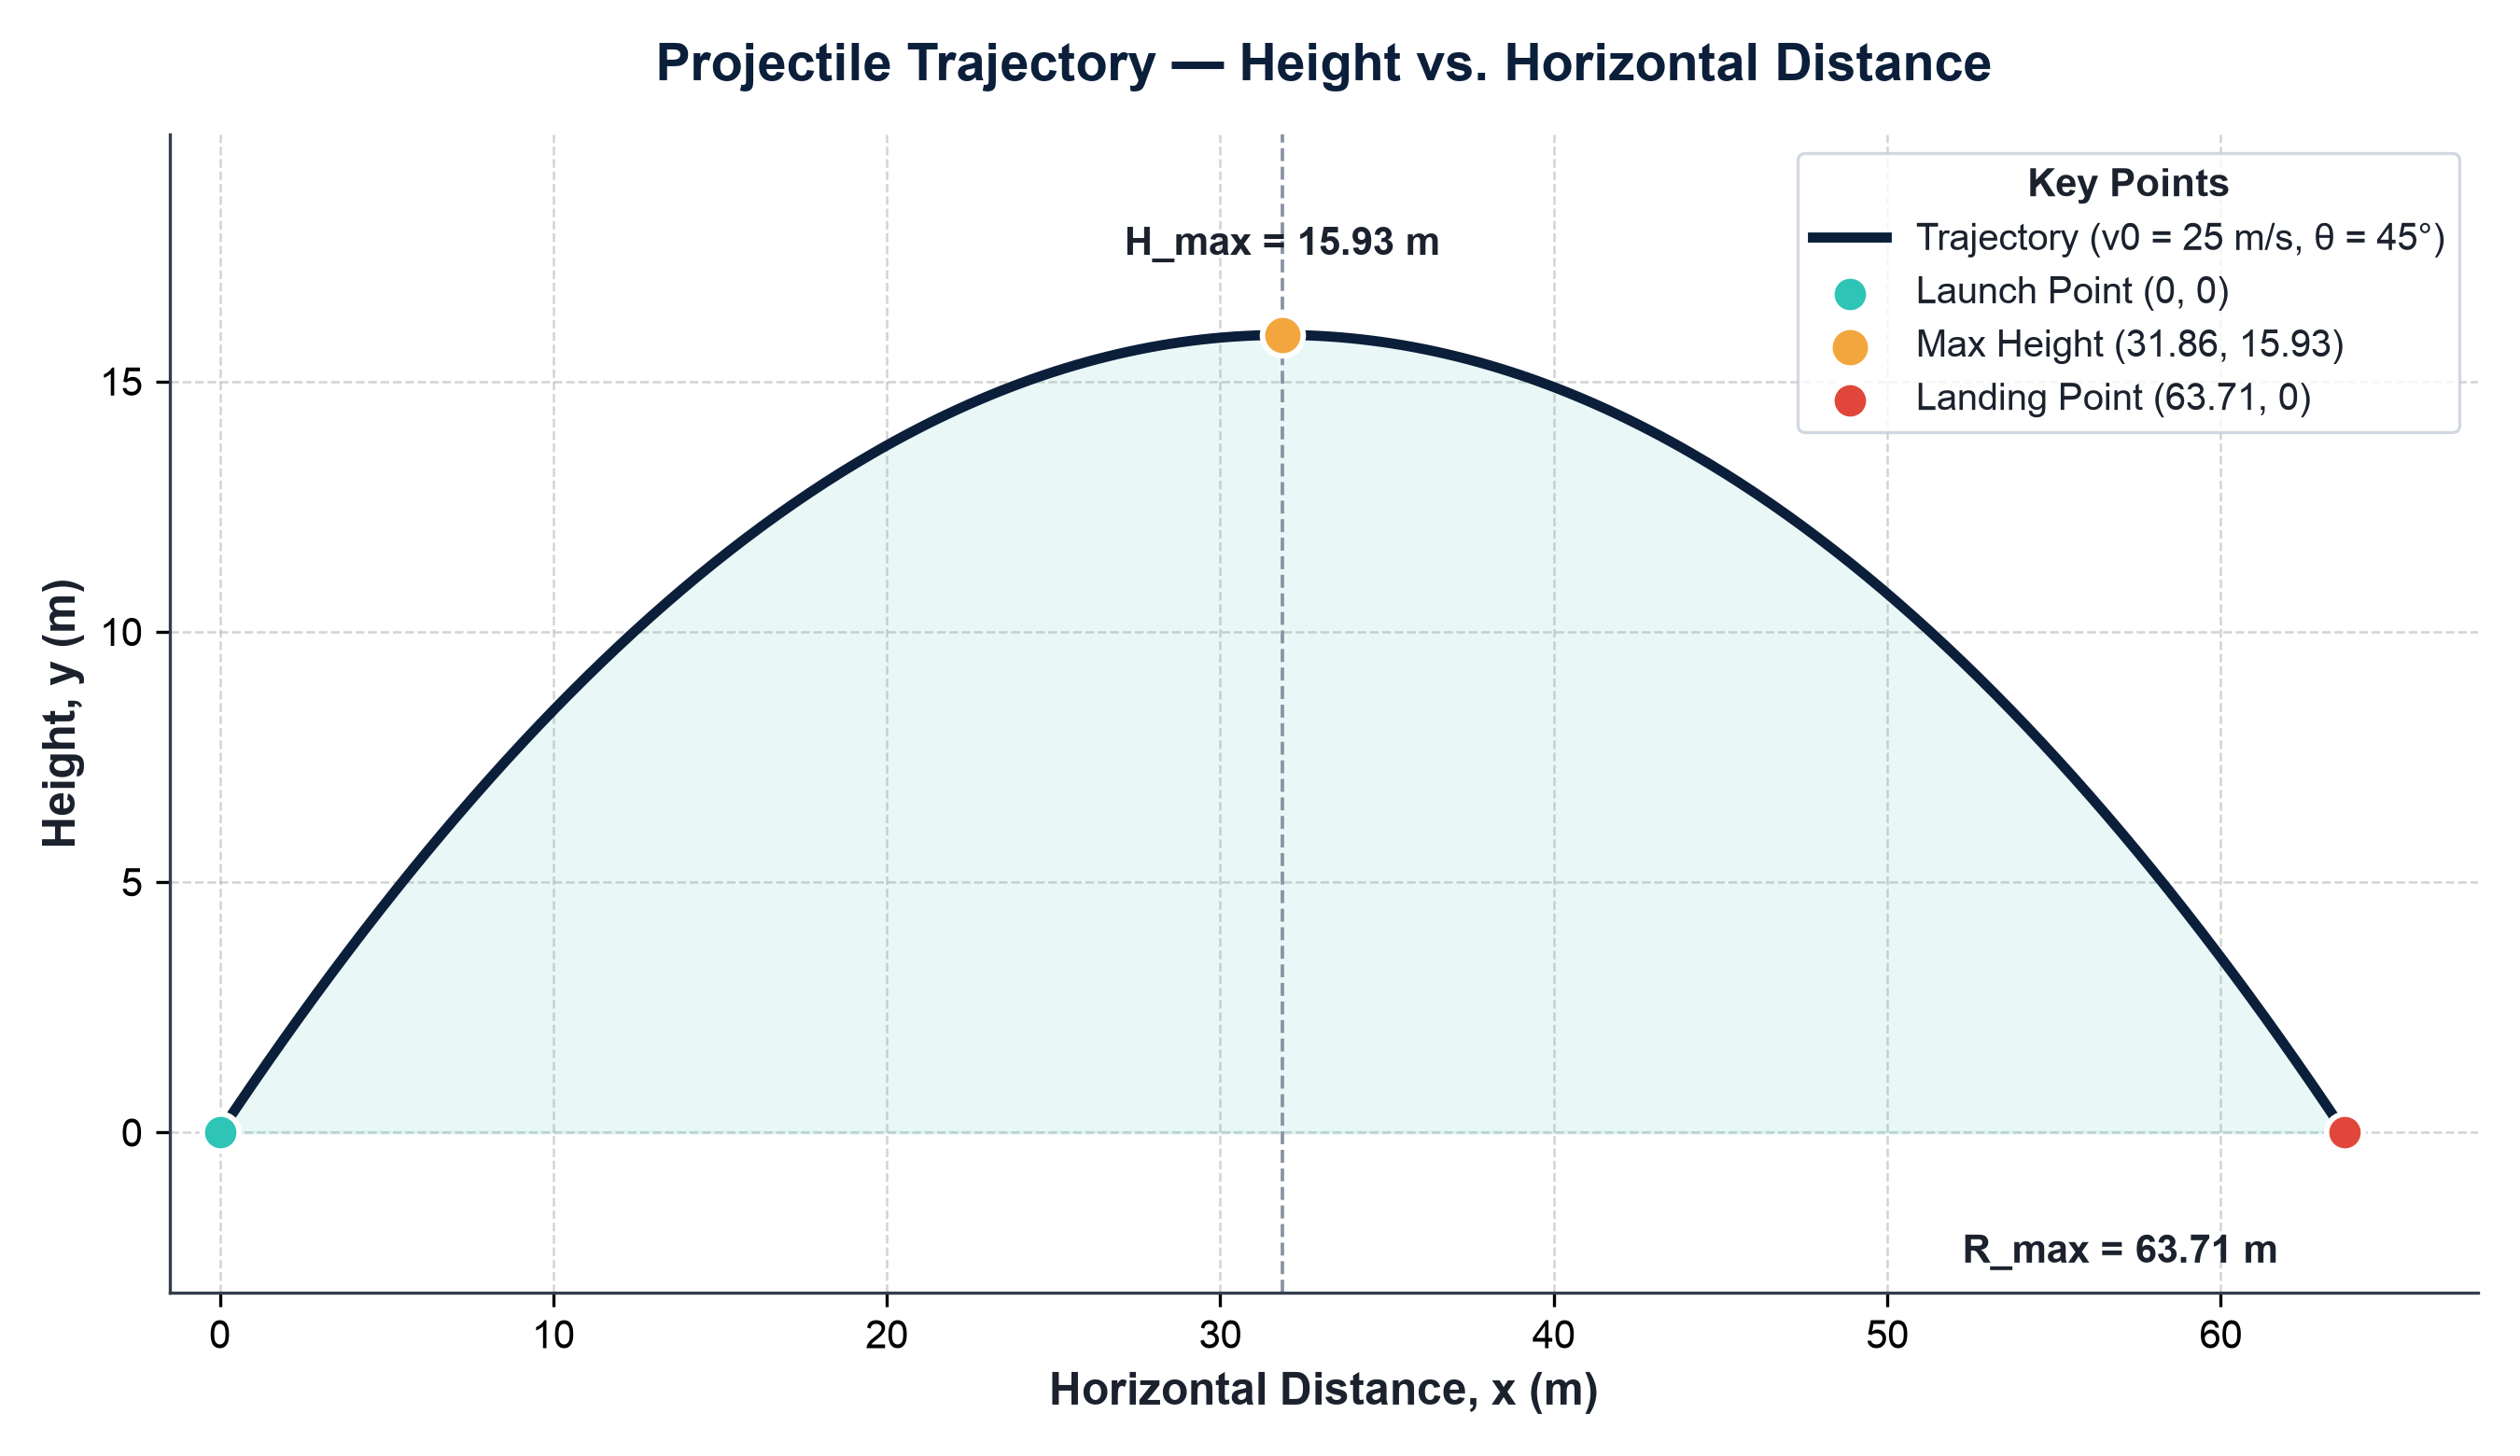 Projectile Trajectory — Height vs. Horizontal Distance
Key Points
Trajectory (v0 = 25 m/s, θ = 45°)
Launch Point (0, 0)
Max Height (31.86, 15.93)
Landing Point (63.71, 0)
H_max = 15.93 m
R_max = 63.71 m
Height, y (m)
15
10
5
0
0 10 20 30 40 50 60
Horizontal Distance, x (m)